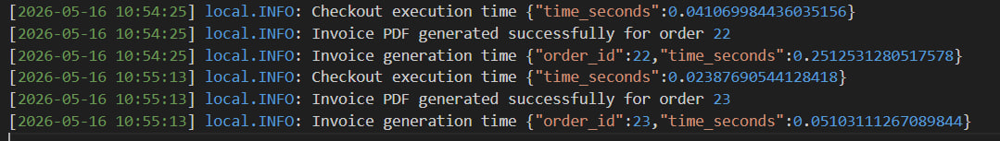 [2026-05-16 10:54:25] local.INFO: Checkout execution time {"time_seconds":0.041069984436035156}
[2026-05-16 10:54:25] local.INFO: Invoice PDF generated successfully for order 22
[2026-05-16 10:54:25] local.INFO: Invoice generation time {"order_id":22,"time_seconds":0.2512531280517578}
[2026-05-16 10:55:13] local.INFO: Checkout execution time {"time_seconds":0.02387690544128418}
[2026-05-16 10:55:13] local.INFO: Invoice PDF generated successfully for order 23
[2026-05-16 10:55:13] local.INFO: Invoice generation time {"order_id":23,"time_seconds":0.05103111267089844}